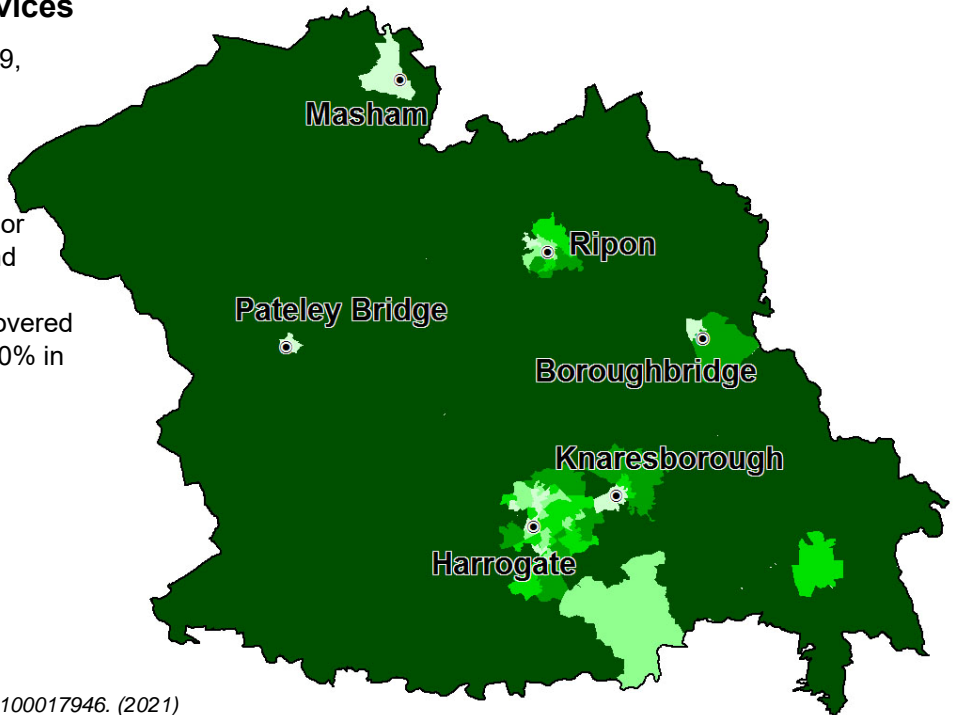 vices
9,
Masham
or
Ripon
d
Pateley Bridge
overed
0% in
Boroughbridge
Knaresborough
Harrogate
100017946. (2021)